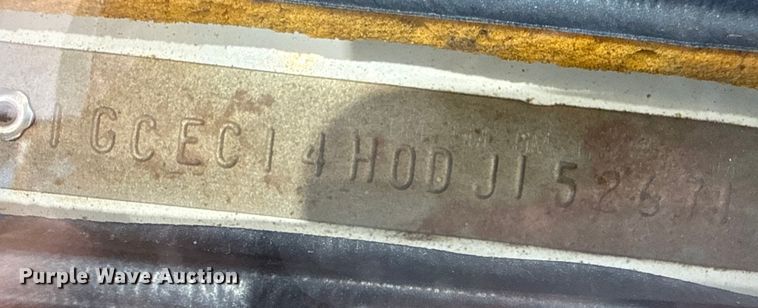 1GCEC14H0DJ152671
Purple Wave Auction